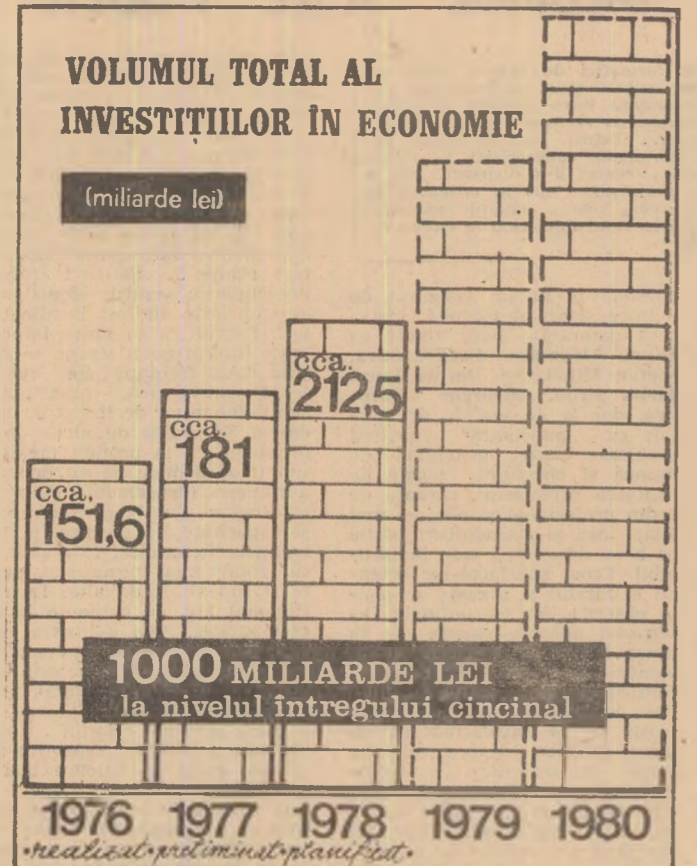 VOLUMUL TOTAL AL
INVESTIȚIILOR ÎN ECONOMIE
(miliarde lei)
cca.
212,5
cca.
181
cca.
151,6
1000 MILIARDE LEI
la nivelul întregului cincinal
1976 1977 1978 1979 1980
•realizat•preliminat•planificat•